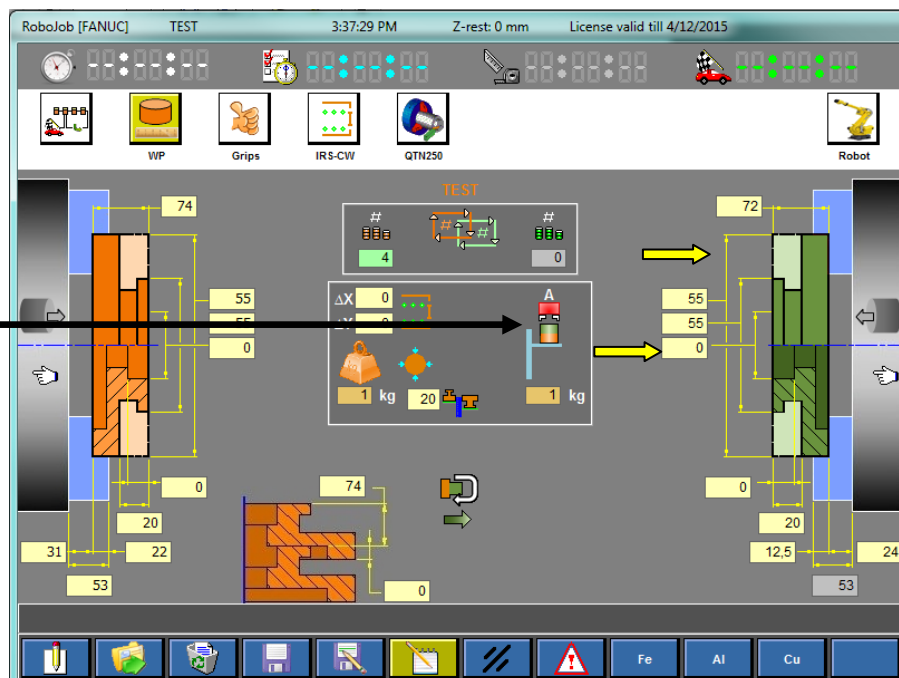 RoboJob [FANUC] TEST 3:37:29 PM Z-rest: 0 mm License valid till 4/12/2015
WP Grips IRS-CW QTN250 Robot
TEST
74 72
# # # #
4 0
ΔX 0 A
55 55
55 55
0 0
1 kg 20 1 kg
0 74 0
20 20
31 22 12,5 24
53 0 53
Fe Al Cu